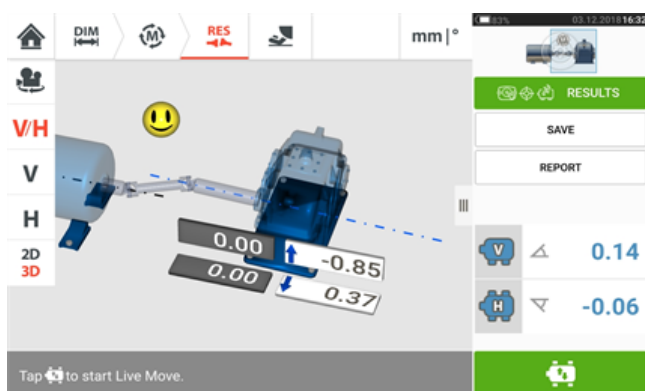 83% 03.12.2018 16:32
DIM M RES mm|°
RESULTS
SAVE
REPORT
V/H
V
H
2D
3D
0.00 -0.85
0.00 0.37
V 0.14
H -0.06
Tap to start Live Move.